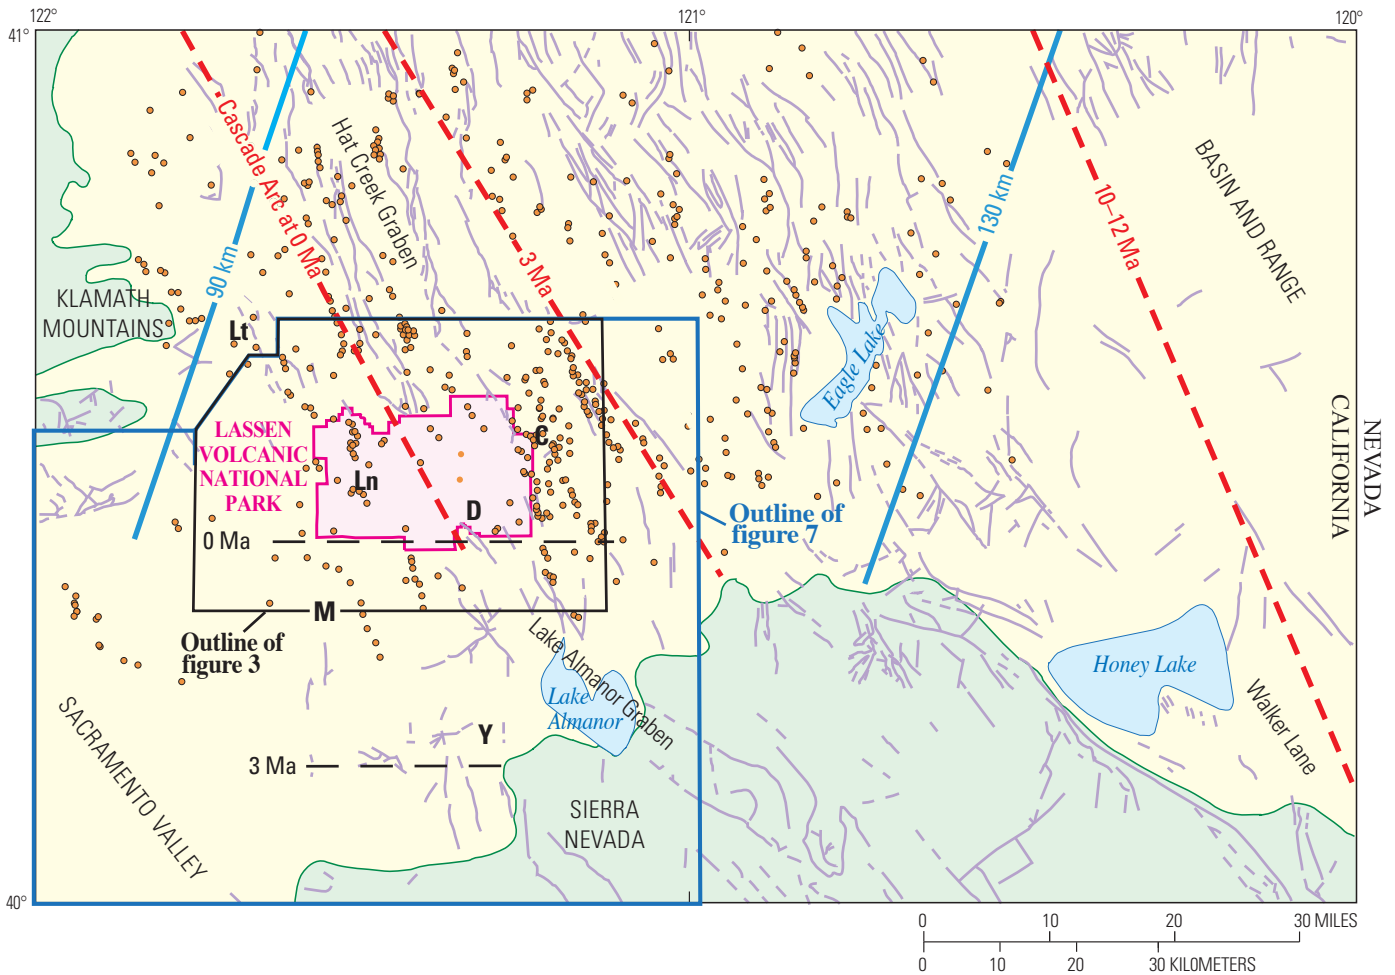 122°
121°
120°
41°
Cascade Arc at 0 Ma
Hat Creek Graben
3 Ma
90 km
130 km
10–12 Ma
BASIN AND RANGE
KLAMATH
MOUNTAINS
Lt
Eagle Lake
NEVADA
CALIFORNIA
LASSEN
VOLCANIC
NATIONAL
PARK
C
Ln
D
0 Ma
Outline of
figure 7
M
Outline of
figure 3
Lake Almanor Graben
Lake
Almanor
Honey Lake
Walker Lane
SACRAMENTO VALLEY
Y
3 Ma
SIERRA
NEVADA
40°
0 10 20 30 MILES
0 10 20 30 KILOMETERS